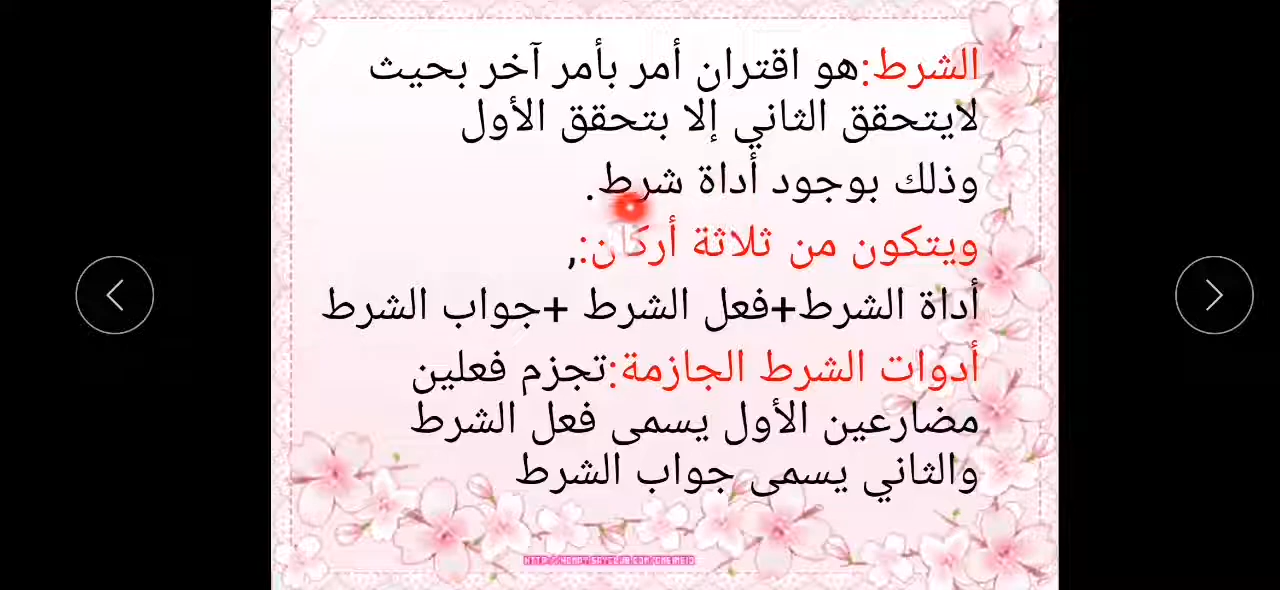 الشرط:هو اقتران أمر بأمر آخر بحيث
لايتحقق الثاني إلا بتحقق الأول
وذلك بوجود أداة شرط.
ويتكون من ثلاثة أركان:,
أداة الشرط+فعل الشرط +جواب الشرط
أدوات الشرط الجازمة:تجزم فعلين
مضارعين الأول يسمى فعل الشرط
والثاني يسمى جواب الشرط